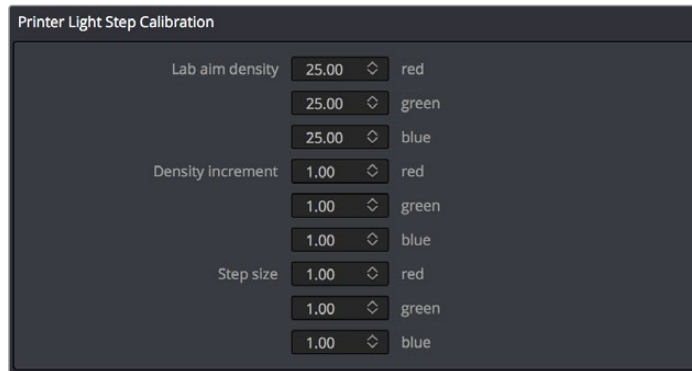 Printer Light Step Calibration
Lab aim density 25.00 red
25.00 green
25.00 blue
Density increment 1.00 red
1.00 green
1.00 blue
Step size 1.00 red
1.00 green
1.00 blue